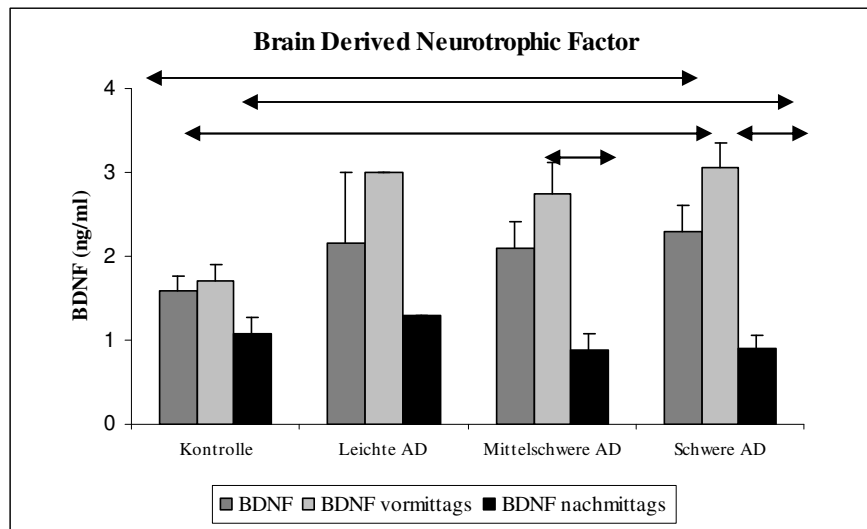 Brain Derived Neurotrophic Factor
4
3
2
1
0
BDNF (ng/ml)
Kontrolle Leichte AD Mittelschwere AD Schwere AD
BDNF BDNF vormittags BDNF nachmittags